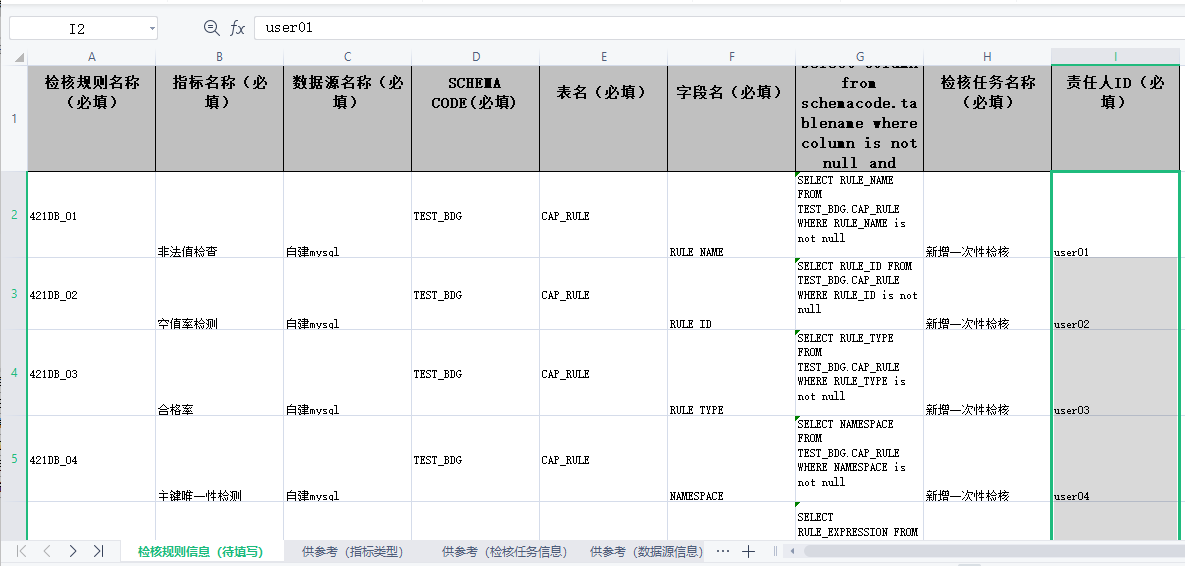 I2
fx
user01
A B C D E F G H I
1
检核规则名称
（必填）
指标名称（必
填）
数据源名称（必
填）
SCHEMA
CODE(必填)
表名（必填）
字段名（必填）
from
schemacode.ta
blename where
column is not
null and
检核任务名称
（必填）
责任人ID（必
填）
2
421DB_01
非法值检查
自建mysql
TEST_BDG
CAP_RULE
RULE_NAME
SELECT RULE_NAME
FROM
TEST_BDG.CAP_RULE
WHERE RULE_NAME is
not null
新增一次性检核
user01
3
421DB_02
空值率检测
自建mysql
TEST_BDG
CAP_RULE
RULE_ID
SELECT RULE_ID FROM
TEST_BDG.CAP_RULE
WHERE RULE_ID is not
null
新增一次性检核
user02
4
421DB_03
合格率
自建mysql
TEST_BDG
CAP_RULE
RULE_TYPE
SELECT RULE_TYPE
FROM
TEST_BDG.CAP_RULE
WHERE RULE_TYPE is
not null
新增一次性检核
user03
5
421DB_04
主键唯一性检测
自建mysql
TEST_BDG
CAP_RULE
NAMESPACE
SELECT NAMESPACE
FROM
TEST_BDG.CAP_RULE
WHERE NAMESPACE is
not null
新增一次性检核
user04
SELECT
RULE_EXPRESSION FROM
检核规则信息（待填写）
供参考（指标类型）
供参考（检核任务信息）
供参考（数据源信息）